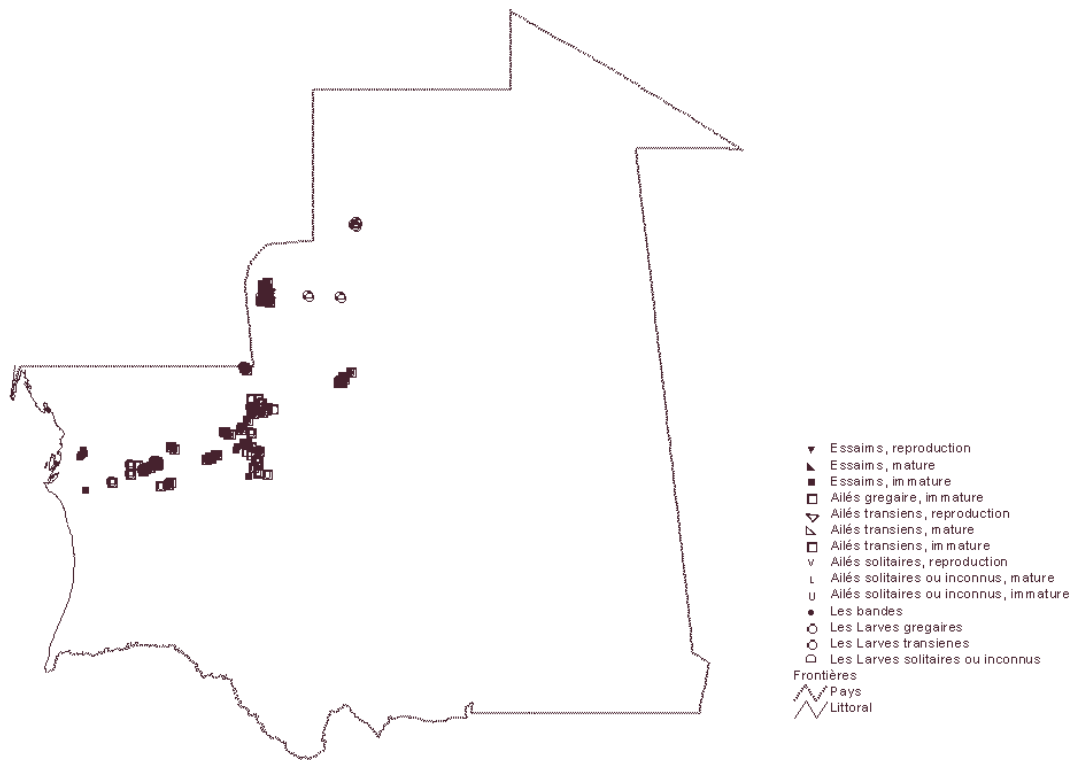 Essaims, reproduction
Essaims, mature
Essaims, immature
Ailés gregaire, immature
Ailés transiens, reproduction
Ailés transiens, mature
Ailés transiens, immature
Ailés solitaires, reproduction
Ailés solitaires ou inconnus, mature
Ailés solitaires ou inconnus, immature
Les bandes
Les Larves gregaires
Les Larves transienes
Les Larves solitaires ou inconnus
Frontières
Pays
Littoral